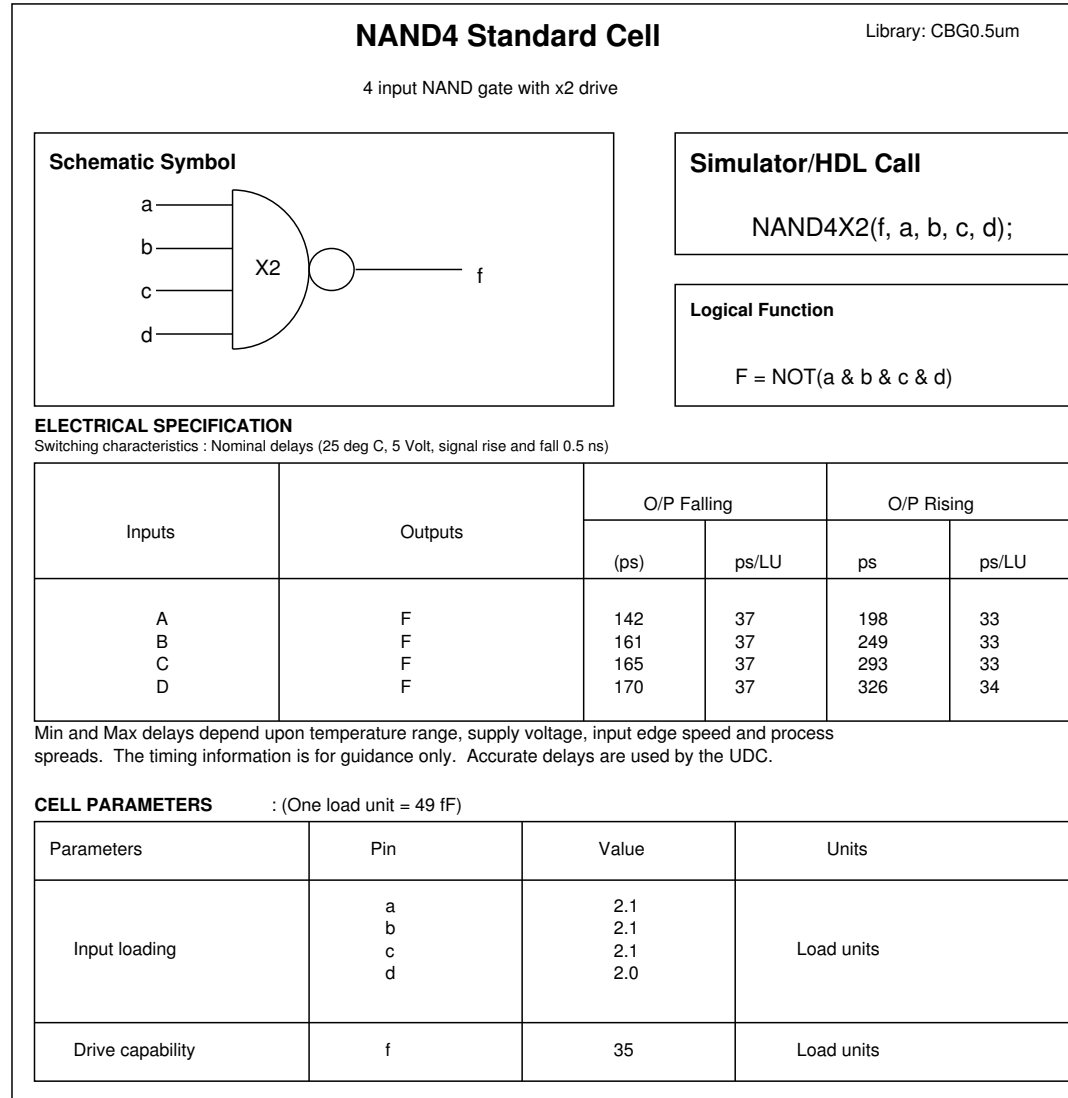 NAND4 Standard Cell
Library: CBG0.5um
4 input NAND gate with x2 drive
Schematic Symbol
a
b
c
d
X2
f
Simulator/HDL Call
NAND4X2(f, a, b, c, d);
Logical Function
F = NOT(a & b & c & d)
ELECTRICAL SPECIFICATION
Switching characteristics : Nominal delays (25 deg C, 5 Volt, signal rise and fall 0.5 ns)
Inputs Outputs O/P Falling O/P Rising
(ps) ps/LU ps ps/LU
A F 142 37 198 33
B F 161 37 249 33
C F 165 37 293 33
D F 170 37 326 34
Min and Max delays depend upon temperature range, supply voltage, input edge speed and process
spreads. The timing information is for guidance only. Accurate delays are used by the UDC.
CELL PARAMETERS : (One load unit = 49 fF)
Parameters Pin Value Units
Input loading
a 2.1
b 2.1
c 2.1
d 2.0
Load units
Drive capability f 35 Load units